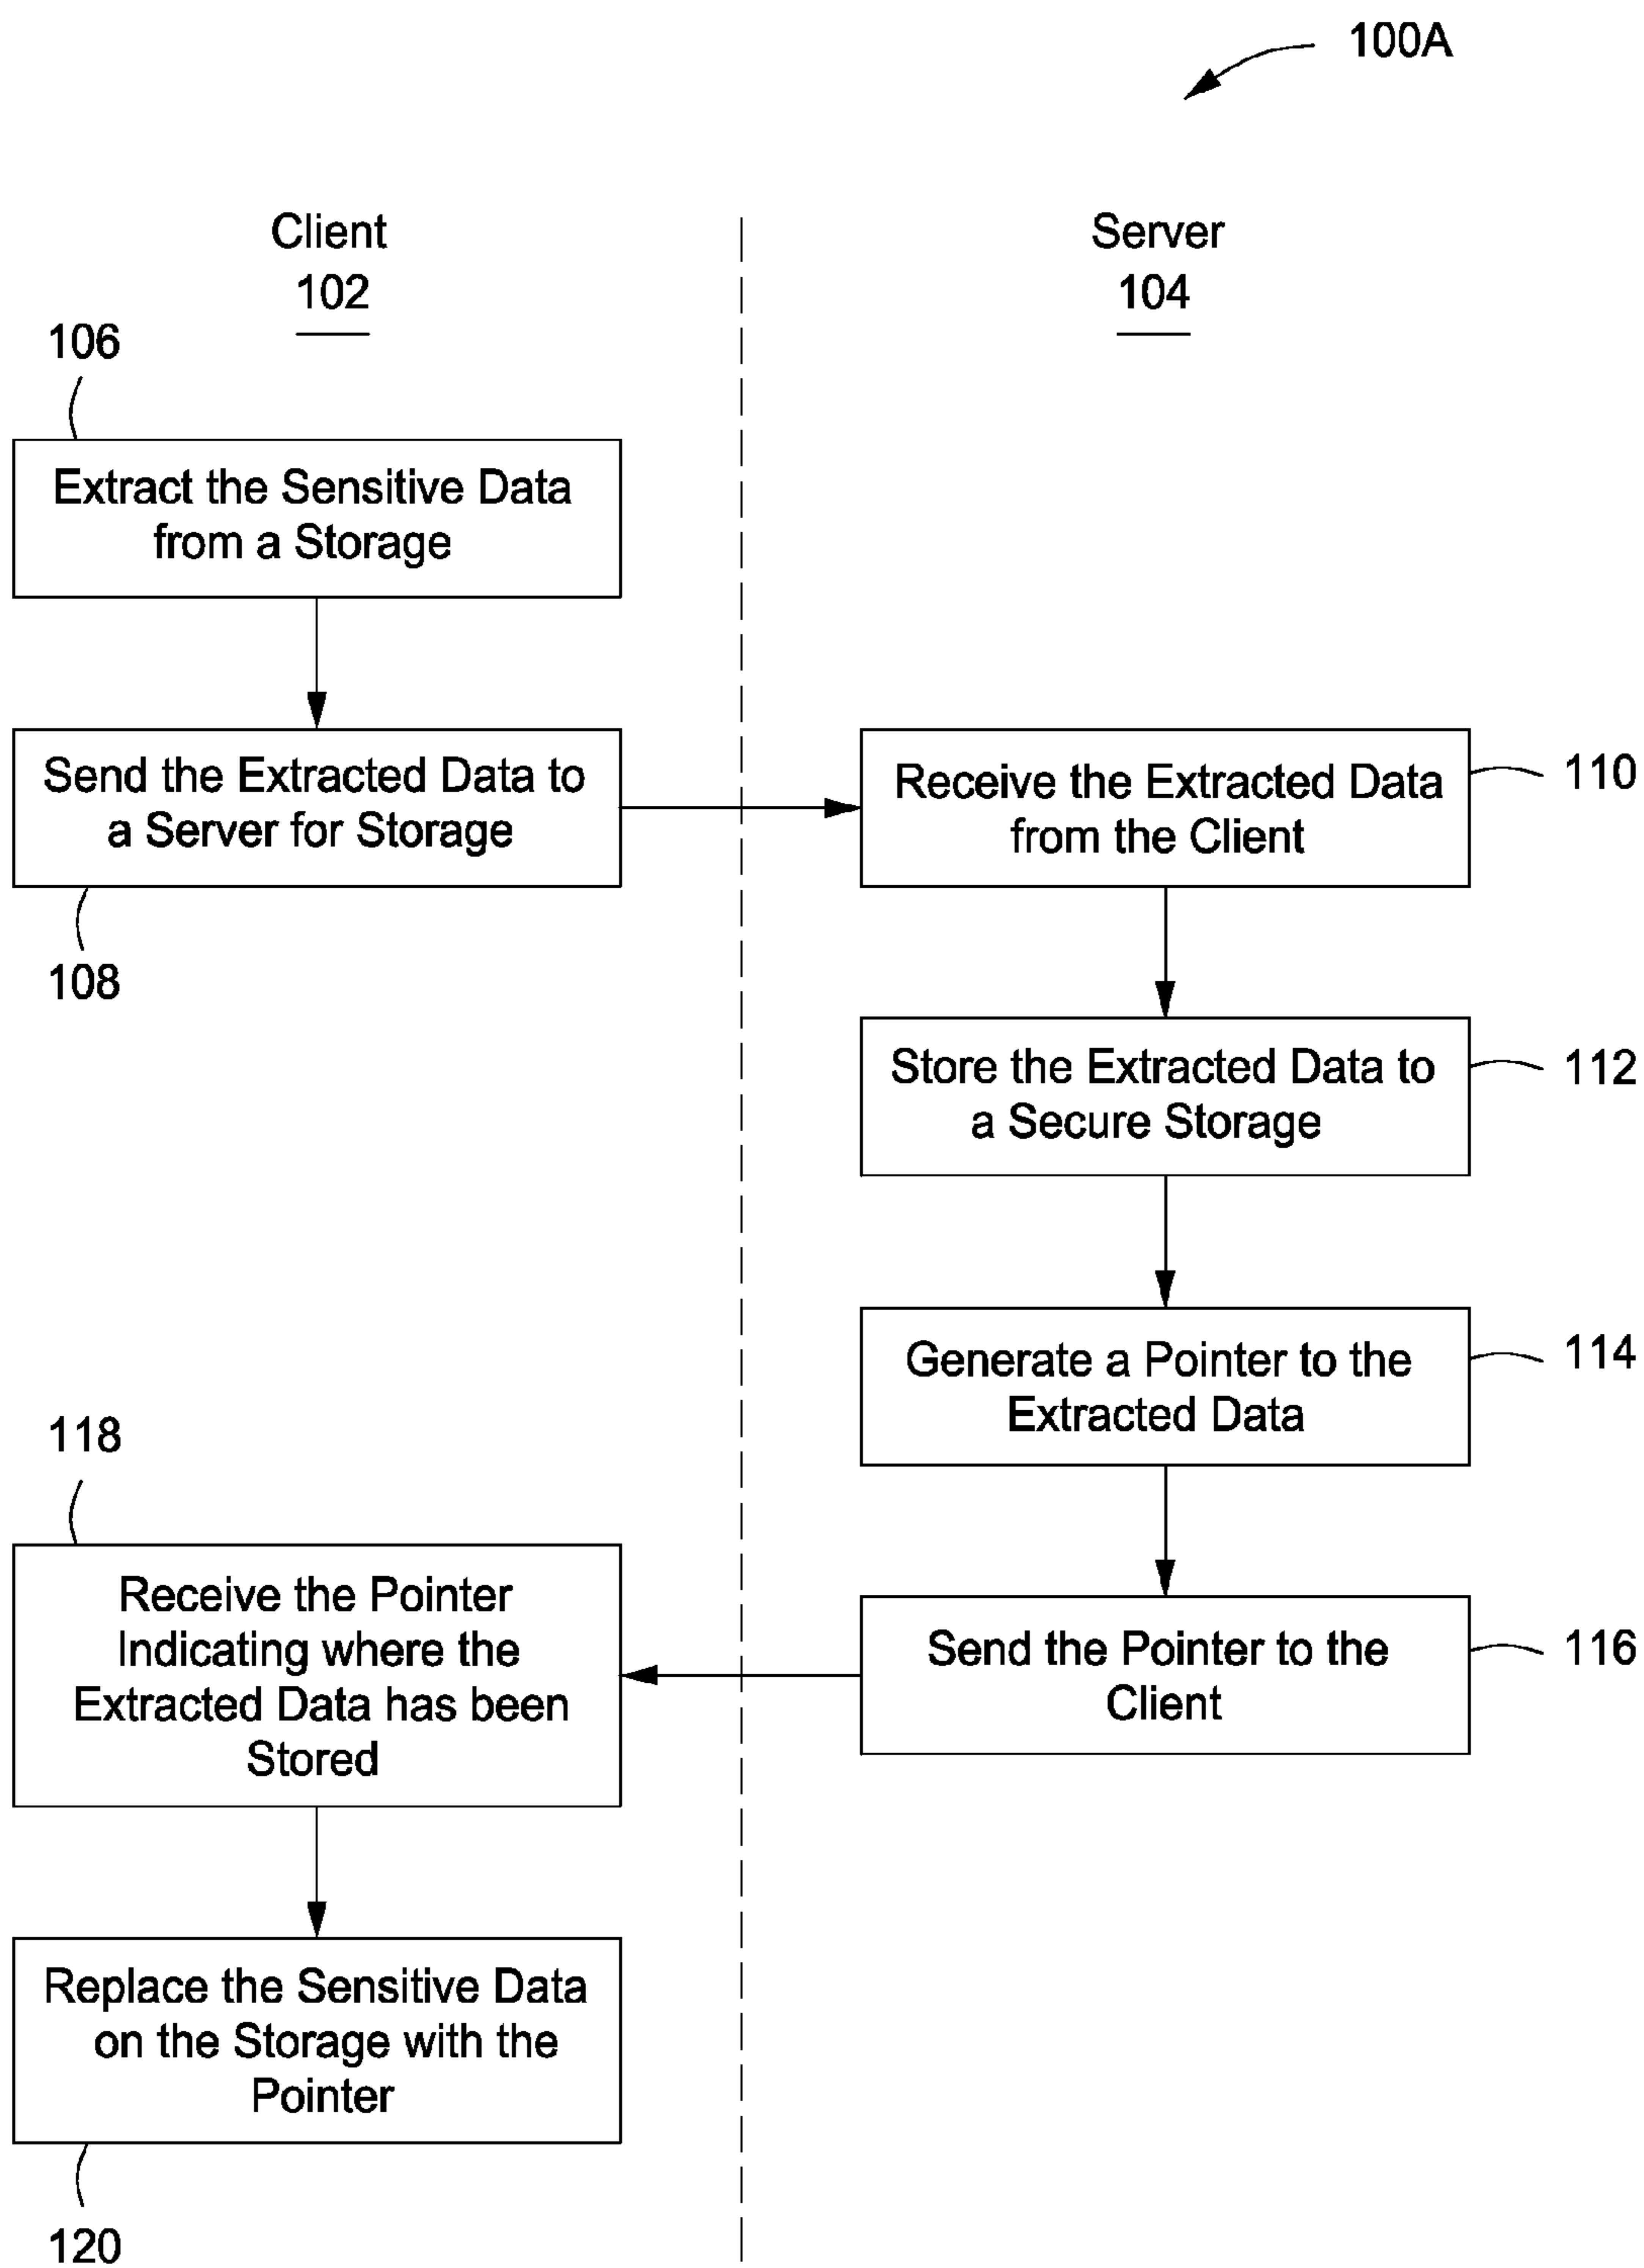 100A
Client
102
Server
104
106
Extract the Sensitive Data
from a Storage
Send the Extracted Data to
a Server for Storage
108
Receive the Extracted Data
from the Client
110
Store the Extracted Data to
a Secure Storage
112
Generate a Pointer to the
Extracted Data
114
Send the Pointer to the
Client
116
118
Receive the Pointer
Indicating where the
Extracted Data has been
Stored
Replace the Sensitive Data
on the Storage with the
Pointer
120